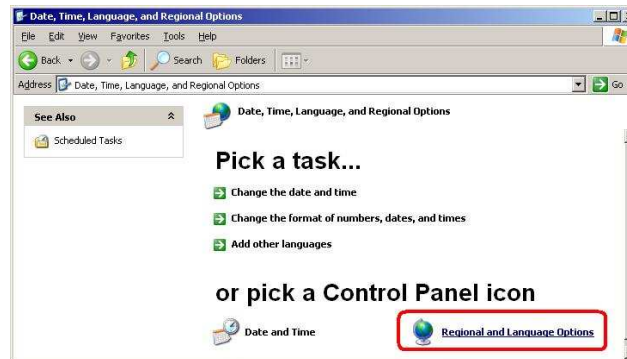 Date, Time, Language, and Regional Options
File Edit View Favorites Tools Help
Back Search Folders
Address Date, Time, Language, and Regional Options Go
See Also
Scheduled Tasks
Date, Time, Language, and Regional Options
Pick a task...
Change the date and time
Change the format of numbers, dates, and times
Add other languages
or pick a Control Panel icon
Date and Time
Regional and Language Options